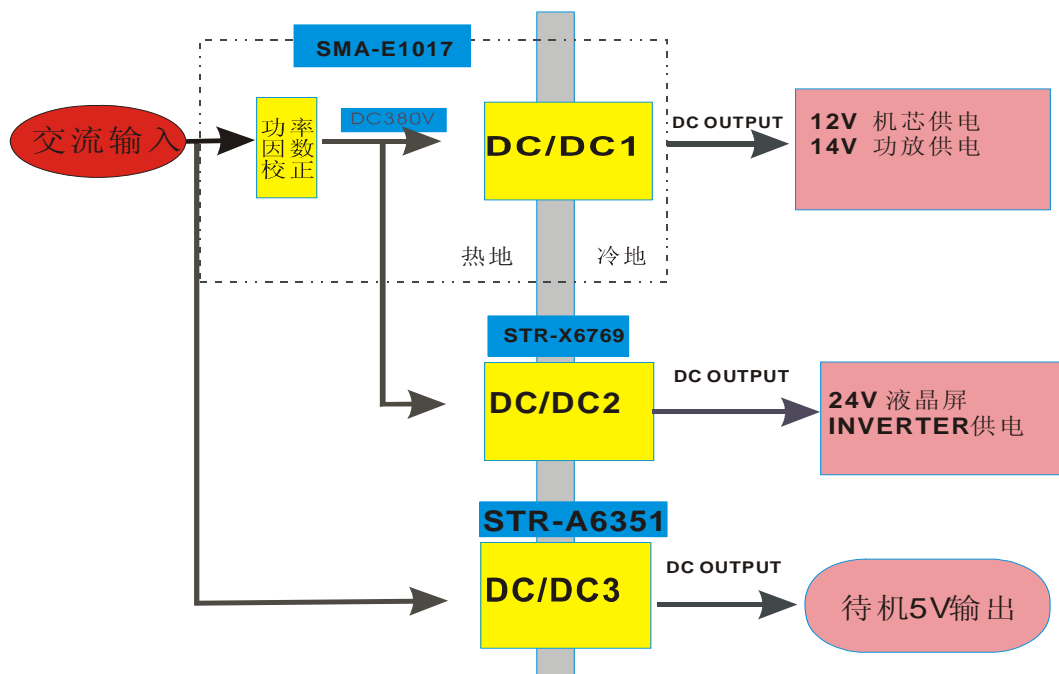 SMA-E1017
交流输入
功率
因数
校正
DC380V
DC/DC1
DC OUTPUT
12V 机芯供电
14V 功放供电
热地
冷地
STR-X6769
DC/DC2
DC OUTPUT
24V 液晶屏
INVERTER供电
STR-A6351
DC/DC3
DC OUTPUT
待机5V输出